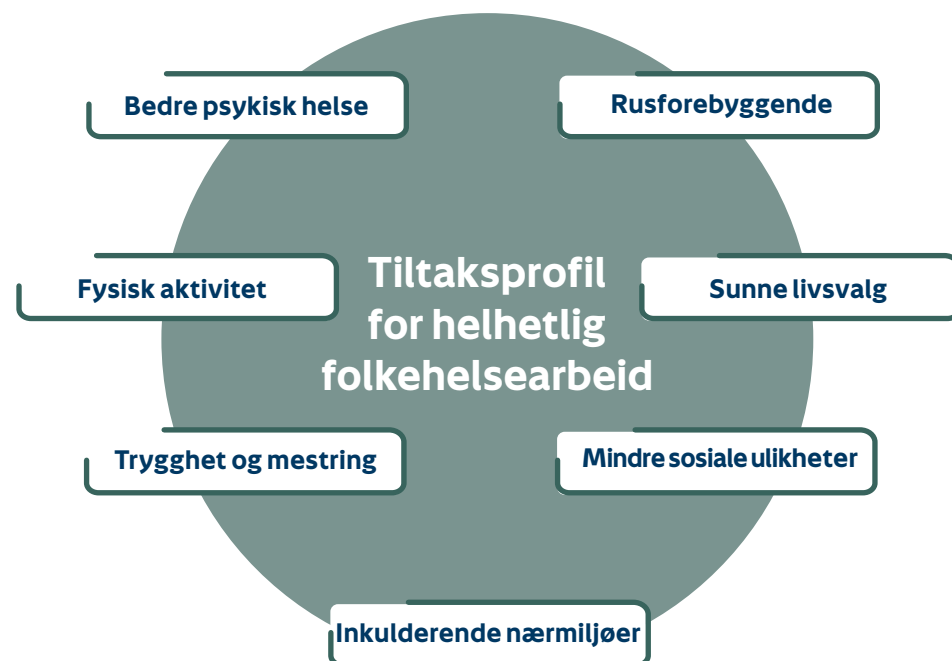 Bedre psykisk helse
Rusforebyggende
Fysisk aktivitet
Tiltaksprofil
for helhetlig
folkehelsearbeid
Sunne livsvalg
Trygghet og mestring
Mindre sosiale ulikheter
Inkulderende nærmiljøer